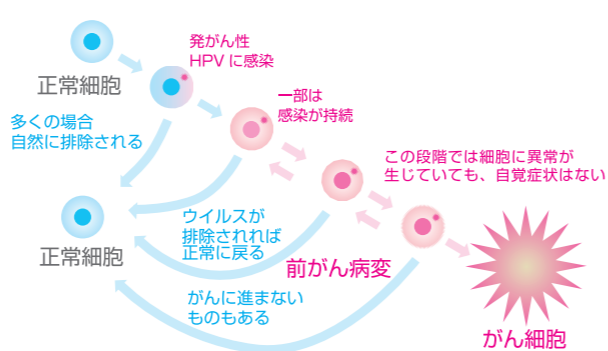 発がん性
HPVに感染
正常細胞
一部は
感染が持続
多くの場合
自然に排除される
この段階では細胞に異常が
生じていても、自覚症状はない
ウイルスが
排除されれば
正常に戻る
正常細胞
前がん病変
がんに進まない
ものもある
がん細胞